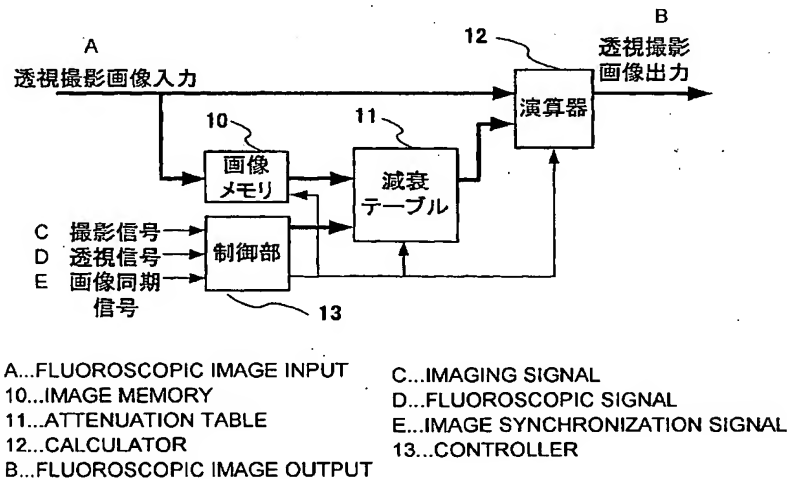 A
透視撮影画像入力
12
B
透視撮影
画像出力
演算器
10
画像
メモリ
11
減衰
テーブル
C 撮影信号
D 透視信号
E 画像同期
信号
制御部
13
A...FLUOROSCOPIC IMAGE INPUT
10...IMAGE MEMORY
11...ATTENUATION TABLE
12...CALCULATOR
B...FLUOROSCOPIC IMAGE OUTPUT
C...IMAGING SIGNAL
D...FLUOROSCOPIC SIGNAL
E...IMAGE SYNCHRONIZATION SIGNAL
13...CONTROLLER